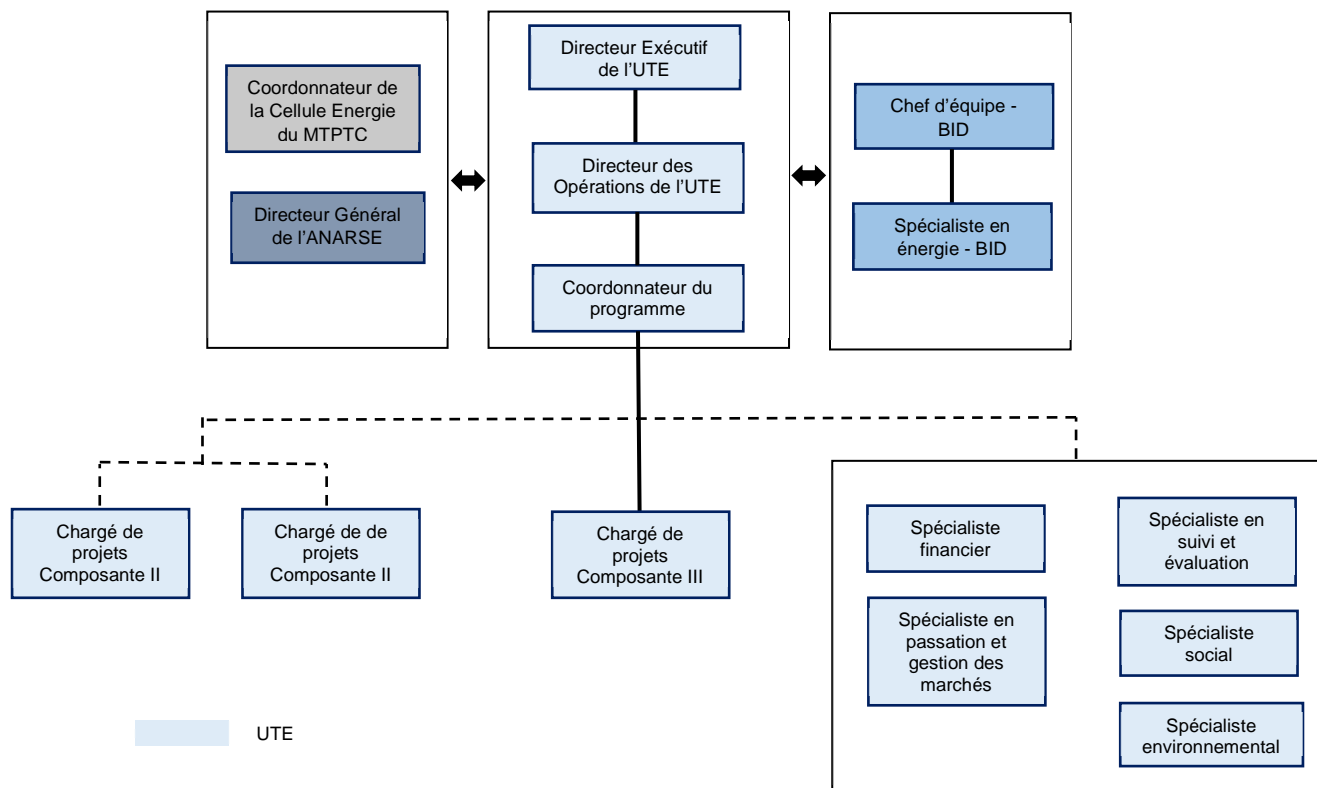 Coordonnateur de
la Cellule Energie
du MTPTC
Directeur Général
de l'ANARSE
Directeur Exécutif
de l'UTE
Directeur des
Opérations de l'UTE
Coordonnateur du
programme
Chef d'équipe -
BID
Spécialiste en
énergie - BID
Chargé de
projets
Composante II
Chargé de de
projets
Composante II
Chargé de
projets
Composante III
Spécialiste
financier
Spécialiste en
passation et
gestion des
marchés
Spécialiste en
suivi et
évaluation
Spécialiste
social
Spécialiste
environnemental
UTE